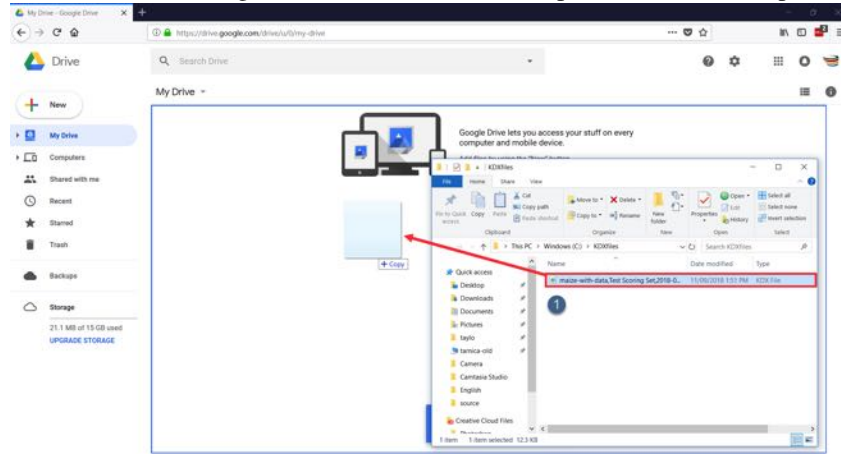 My Drive - Google Drive
https://drive.google.com/drive/u/0/my-drive
Drive
Search Drive
My Drive
New
My Drive
Computers
Shared with me
Recent
Starred
Trash
Backups
Storage
21.1 MB of 15 GB used
UPGRADE STORAGE
Google Drive lets you access your stuff on every
computer and mobile device.
+ Copy
KDXfiles
File Home Share View
Pin to Quick access
Copy
Paste
Cut
Copy path
Paste shortcut
Move to
Copy to
Delete
Rename
New folder
Properties
Open
Edit
History
Select all
Select none
Invert selection
Clipboard Organize New Open Select
This PC > Windows (C:) > KDXfiles
Search KDXfiles
Name Date modified Type
maize-with-data,Test Scoring Set,2018-0... 11/09/2018 1:51 PM KDX File
1
Quick access
Desktop
Downloads
Documents
Pictures
taylo
tamica-old
Camera
Camtasia Studio
English
source
Creative Cloud Files
1 item 1 item selected 12.3 KB